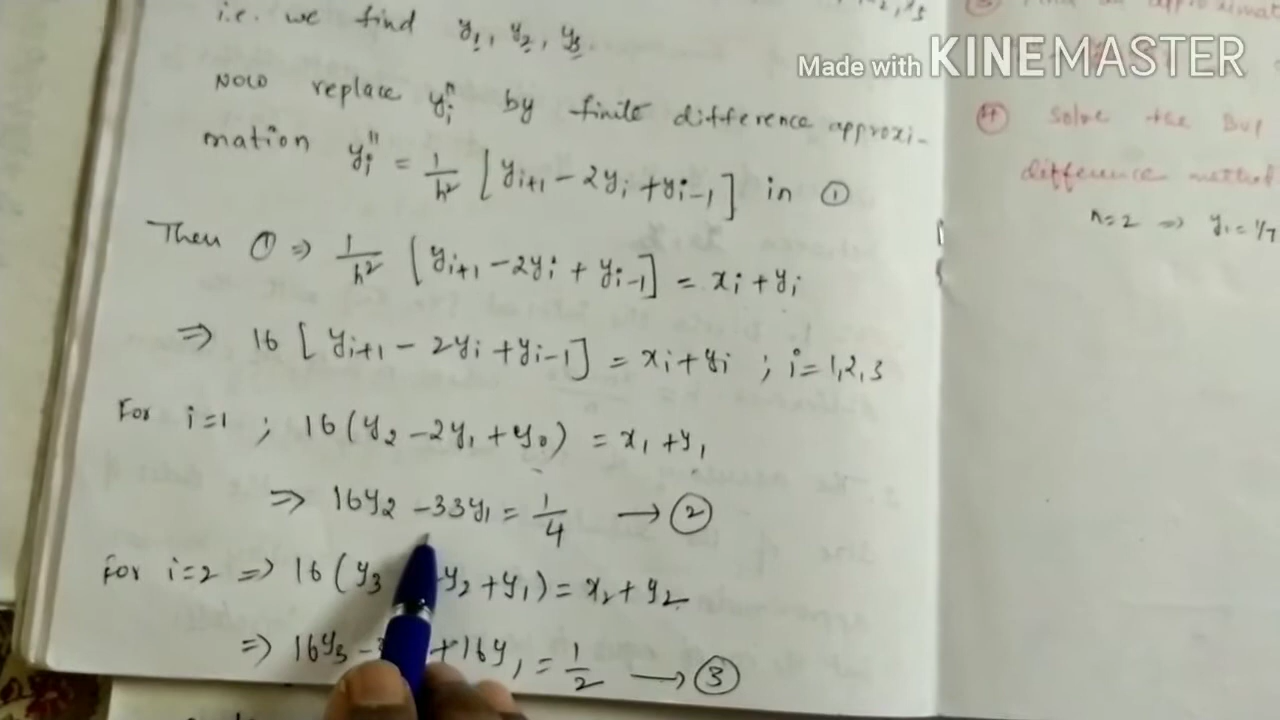 i.e. we find y₁, y₂, y₃
Now replace yᵢ" by finite difference approxi-
mation yᵢ" = 1/h² [yᵢ₊₁ - 2yᵢ + yᵢ₋₁] in ①
Then ① ⇒ 1/h² [yᵢ₊₁ - 2yᵢ + yᵢ₋₁] = xᵢ + yᵢ
⇒ 16 [yᵢ₊₁ - 2yᵢ + yᵢ₋₁] = xᵢ + yᵢ ; i = 1,2,3
For i=1 ; 16(y₂ - 2y₁ + y₀) = x₁ + y₁
⇒ 16y₂ - 33y₁ = 1/4 → ②
For i=2 ⇒ 16(y₃ y₂ + y₁) = x₂ + y₂
⇒ 16y₃ - + 16y₁ = 1/2 → ③
Made with KINEMASTER
④ Solve the BVP
difference method
n=2 ⇒ y₁ = 1/7